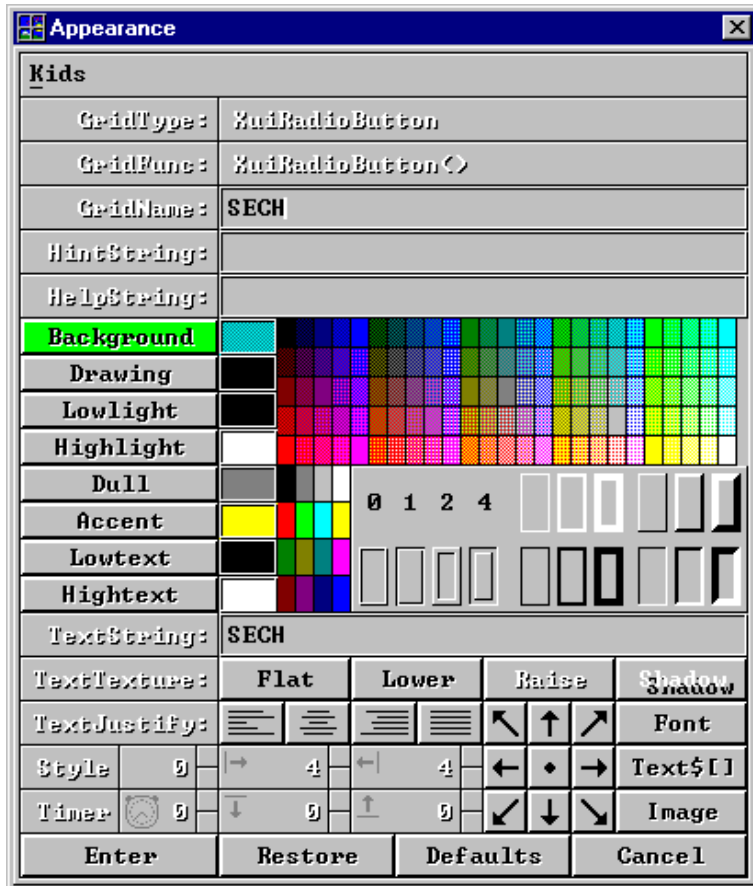 Appearance
Kids
GridType: XuiRadioButton
GridFunc: XuiRadioButton()
GridName: SECH
HintString:
HelpString:
Background
Drawing
Lowlight
Highlight
Dull
Accent
0 1 2 4
Lowtext
Hightext
TextString: SECH
TextTexture: Flat Lower Raise Shadow
TextJustify: Font
Style 0 4 4 Text$[]
Timer 0 0 0 Image
Enter Restore Defaults Cancel